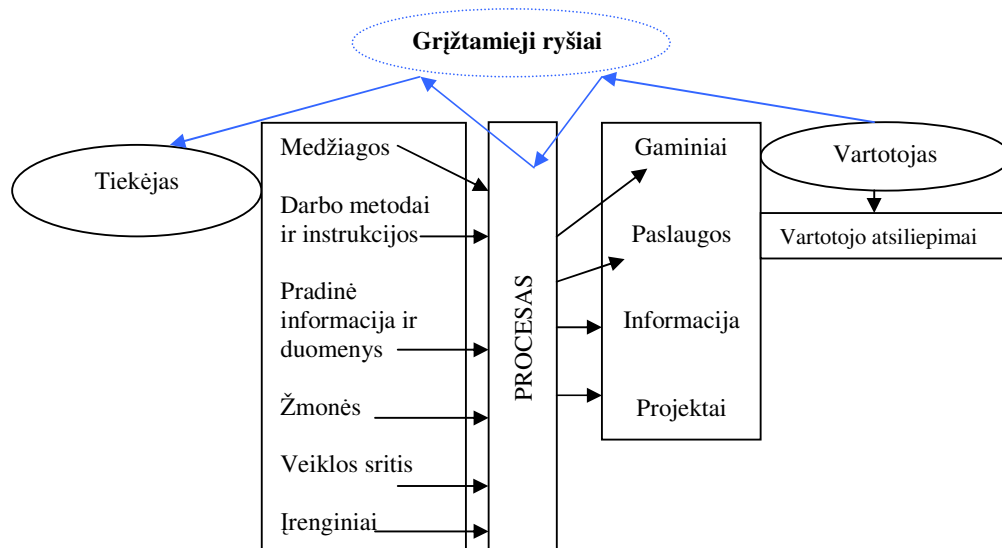 Grįžtamieji ryšiai
Tiekėjas
Medžiagos
Darbo metodai
ir instrukcijos
Pradinė
informacija ir
duomenys
Žmonės
Veiklos sritis
Įrenginiai
PROCESAS
Gaminiai
Paslaugos
Informacija
Projektai
Vartotojas
Vartotojo atsiliepimai